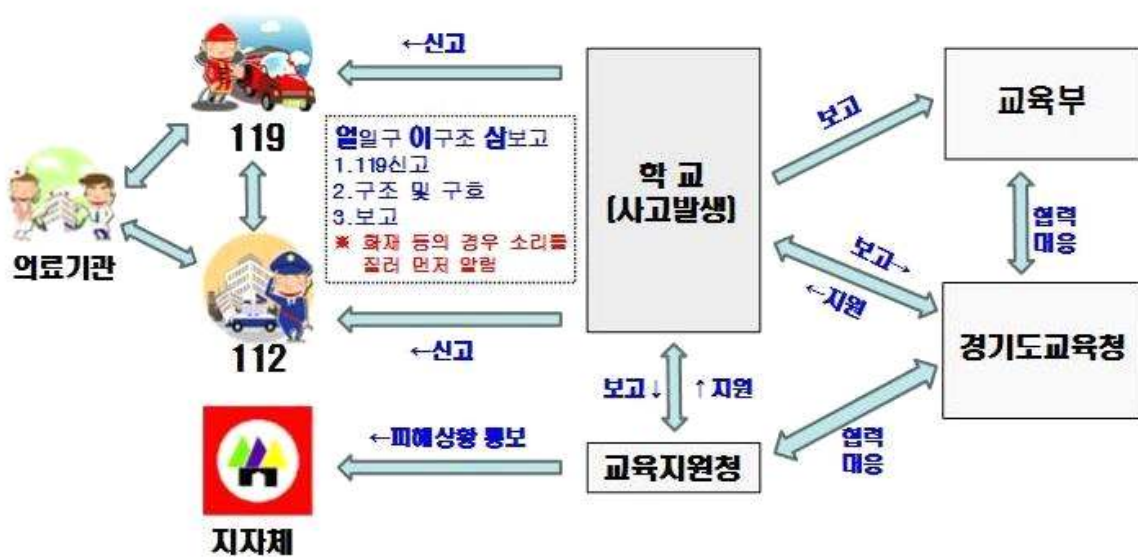 ←신고
119
일일구 이구조 삼보고
1.119신고
2.구조 및 구호
3.보고
※ 화재 등의 경우 소리를
질러 먼저 알림
의료기관
112
←신고
학 교
(사고발생)
보고
교육부
협력
대응
보고→
←지원
경기도교육청
보고↓ ↑지원
교육지원청
협력
대응
←피해상황 통보
지자체